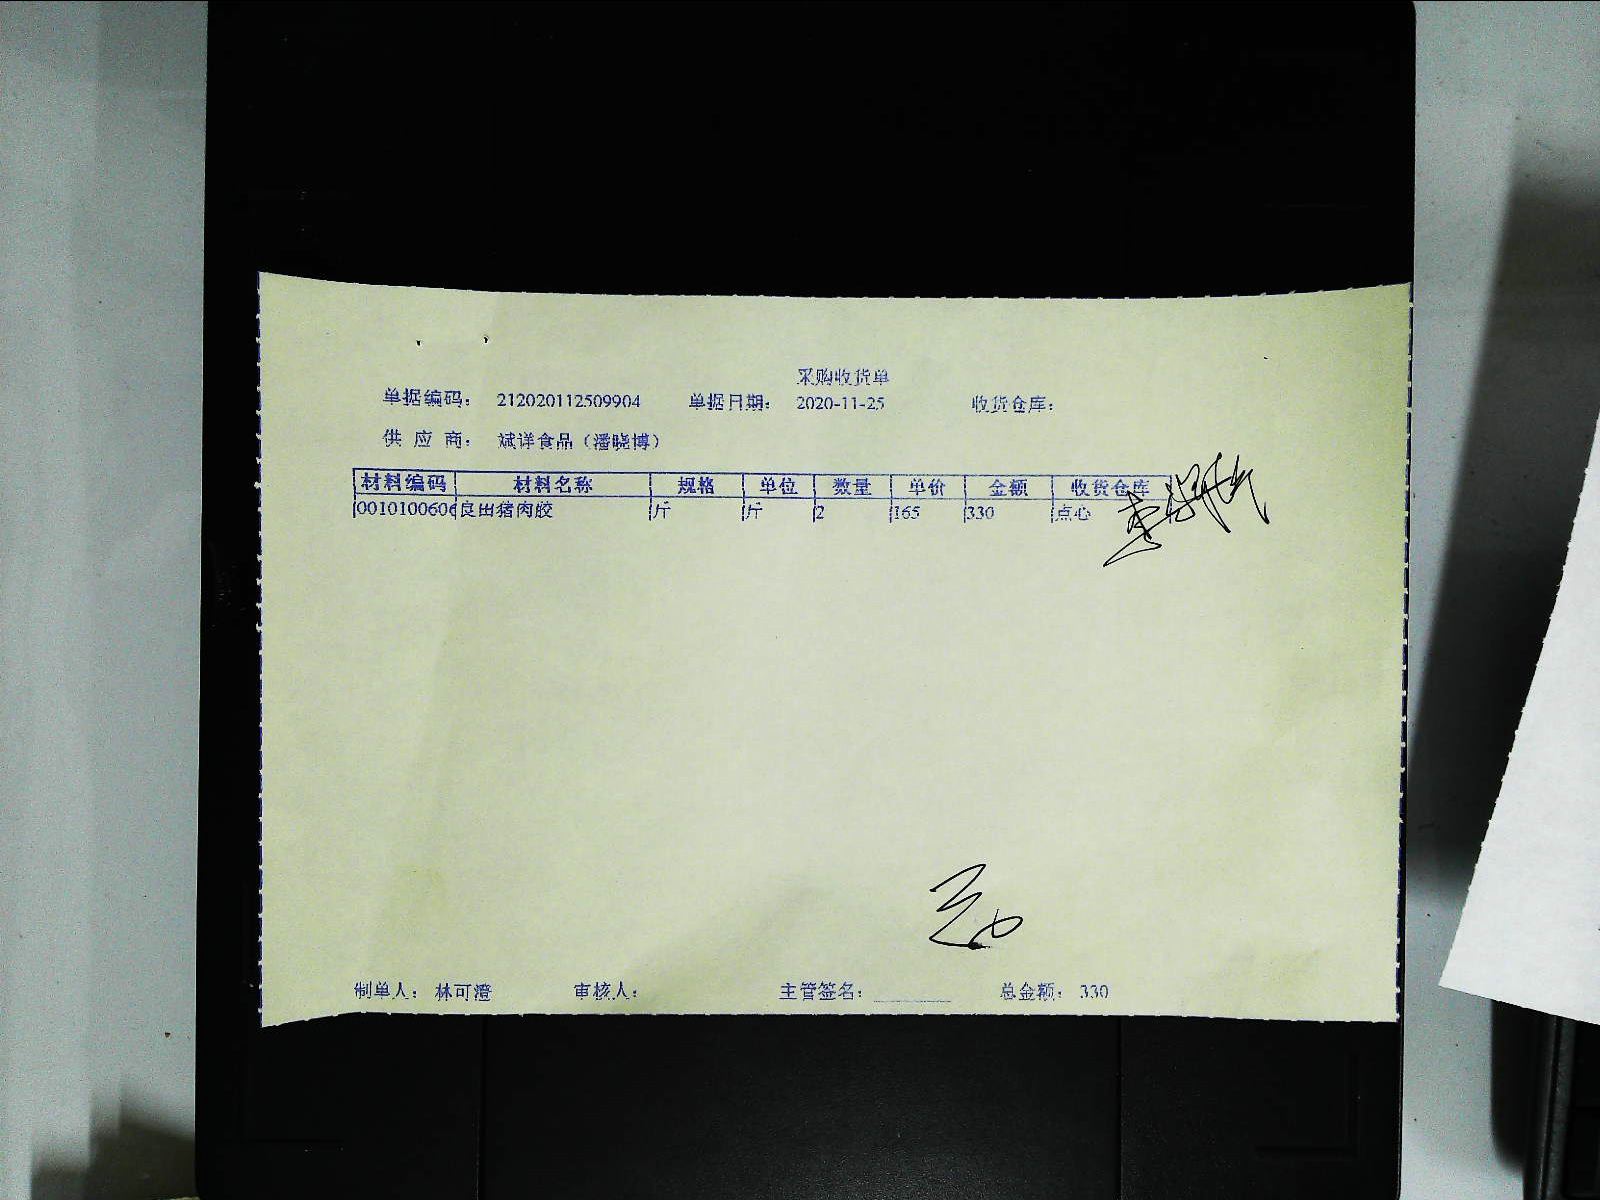 采购收货单
单据编码： 212020112509904 单据日期： 2020-11-25 收货仓库：
供 应 商： 斌洋食品（潘晓博）
材料编码 材料名称 规格 单位 数量 单价 金额 收货仓库
0010100606 良田猪肉胶 斤 斤 2 165 330 点心
制单人： 林可澄 审核人： 主管签名： 总金额： 330